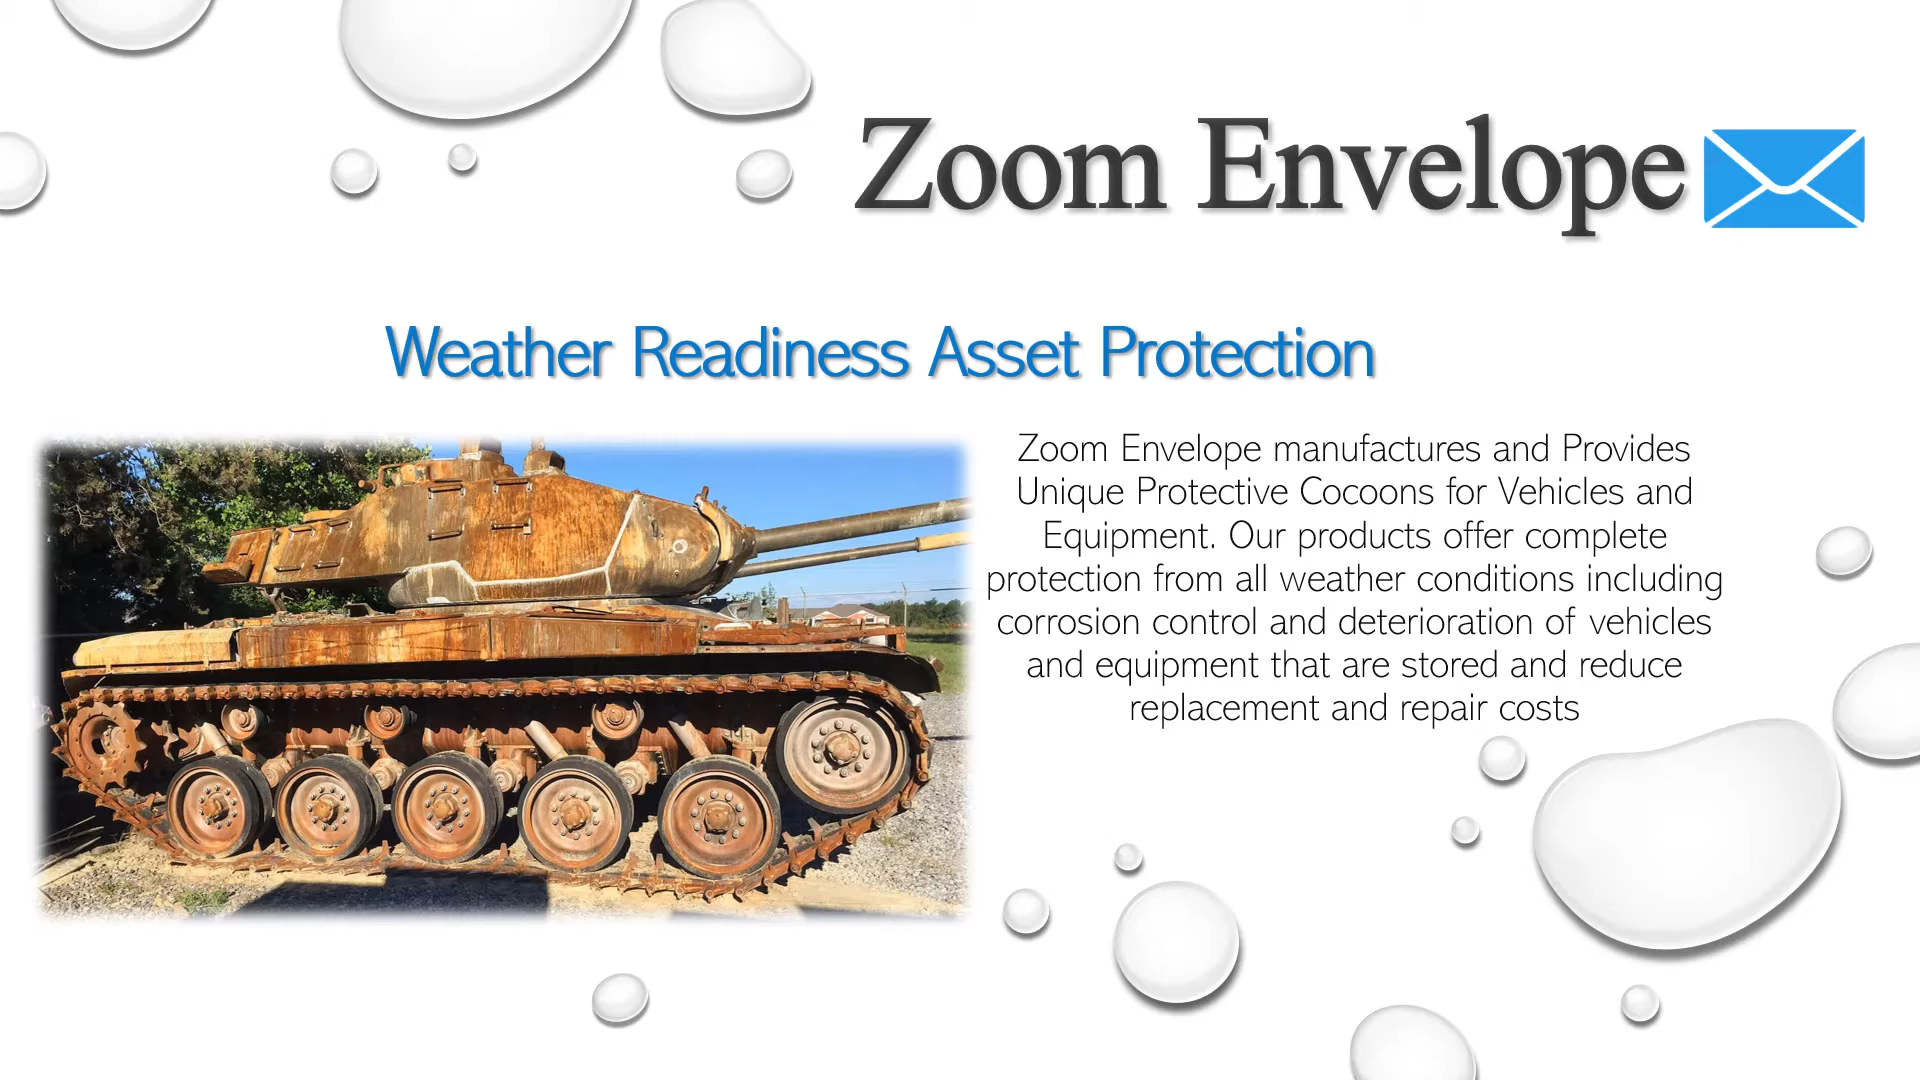 Zoom Envelope
Weather Readiness Asset Protection
Zoom Envelope manufactures and Provides
Unique Protective Cocoons for Vehicles and
Equipment. Our products offer complete
protection from all weather conditions including
corrosion control and deterioration of vehicles
and equipment that are stored and reduce
replacement and repair costs